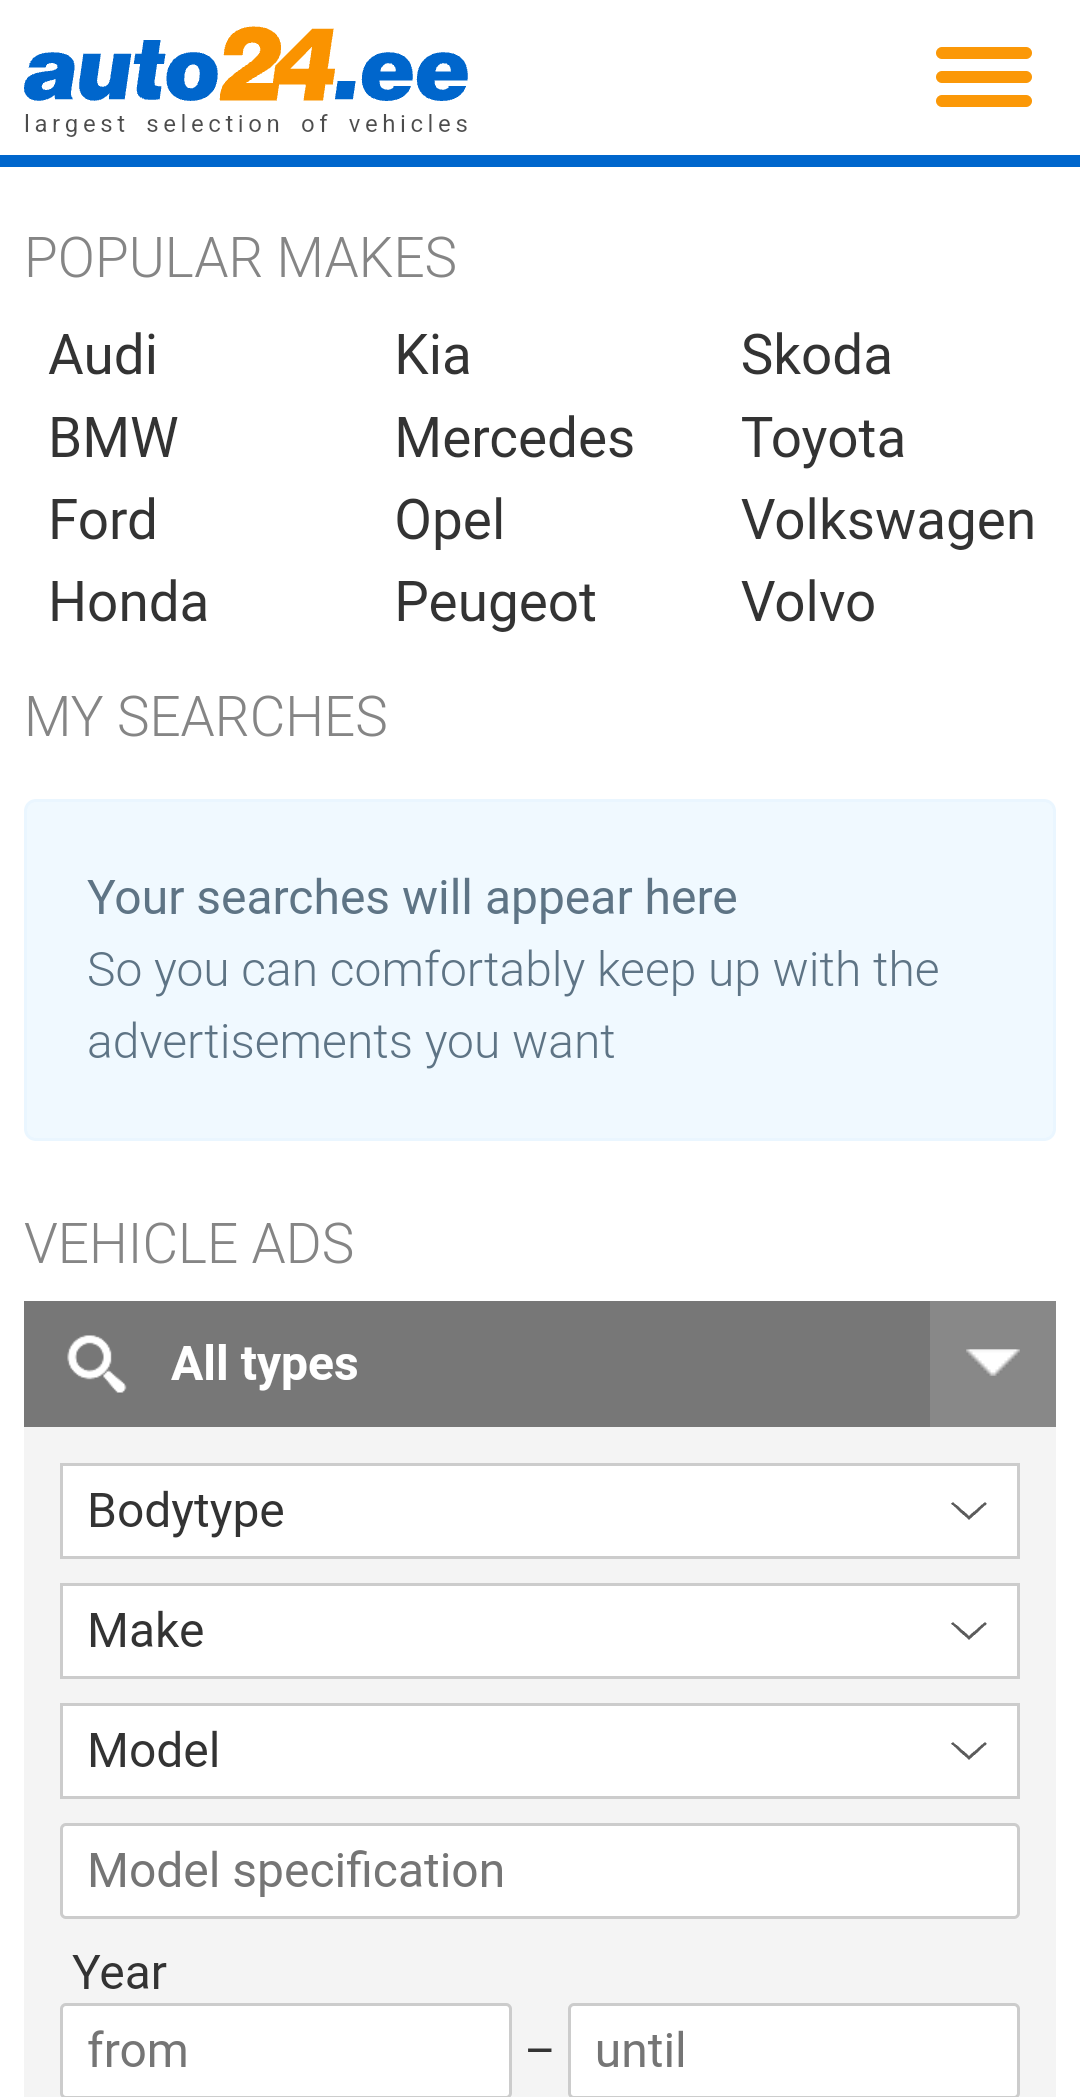 auto24.ee
largest selection of vehicles
POPULAR MAKES
Audi
Kia
Skoda
BMW
Mercedes
Toyota
Ford
Opel
Volkswagen
Honda
Peugeot
Volvo
MY SEARCHES
Your searches will appear here
So you can comfortably keep up with the
advertisements you want
VEHICLE ADS
All types
Bodytype
Make
Model
Model specification
Year
from – until